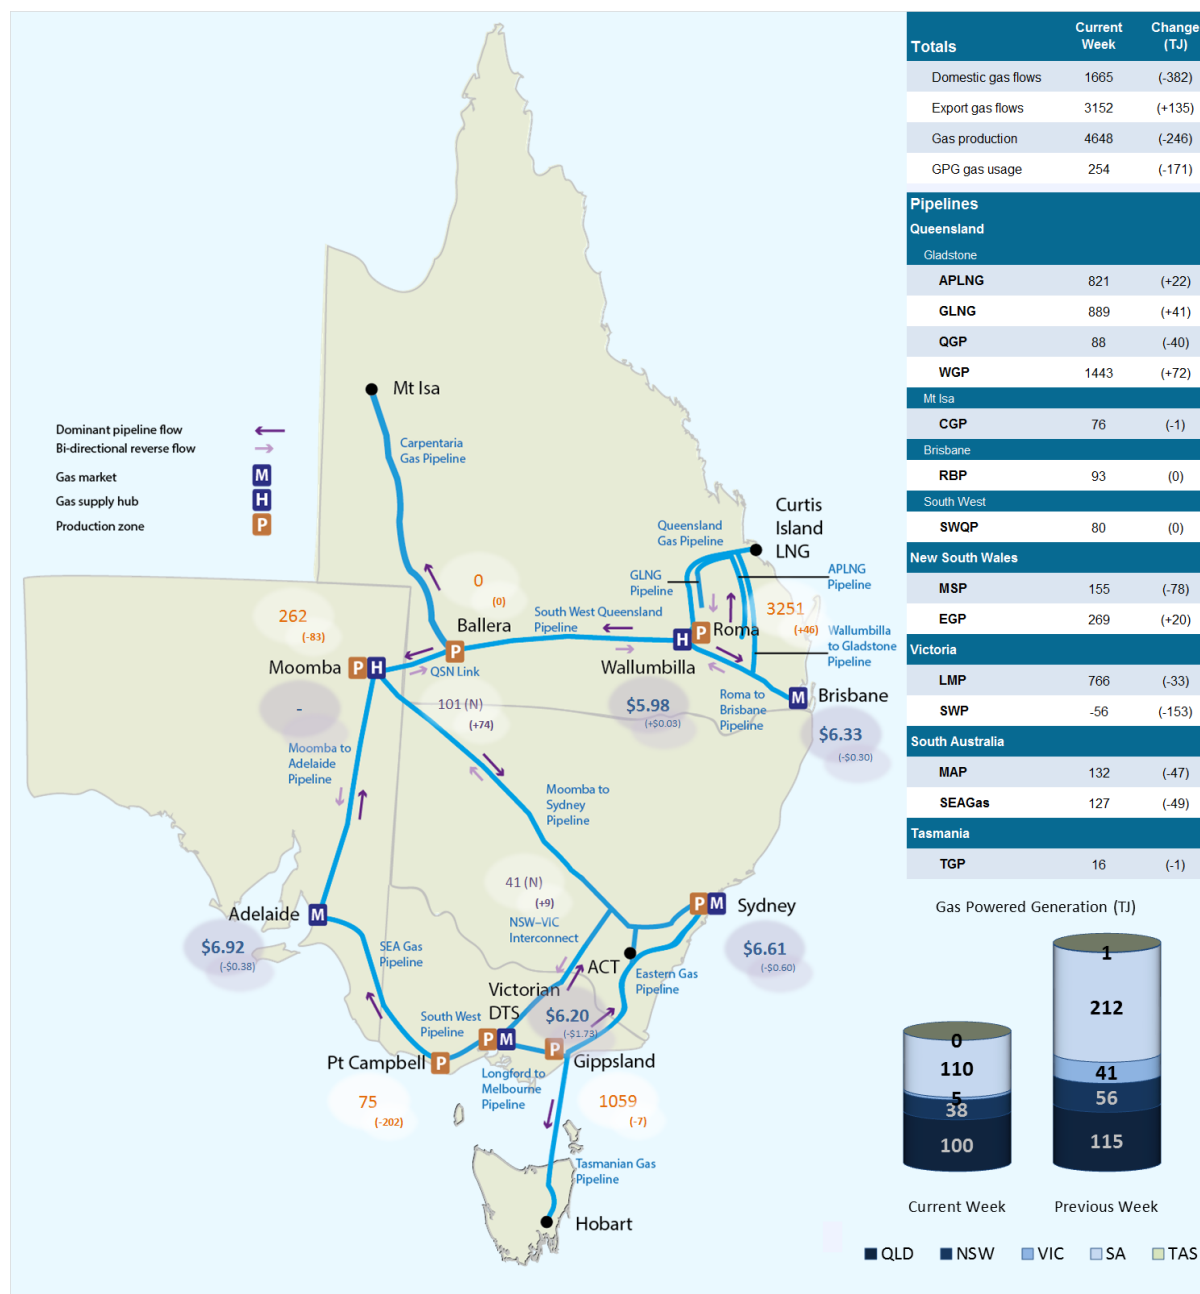 Totals Current Week Change (TJ)
Domestic gas flows 1665 (-382)
Export gas flows 3152 (+135)
Gas production 4648 (-246)
GPG gas usage 254 (-171)
Pipelines
Queensland
Gladstone
APLNG 821 (+22)
GLNG 889 (+41)
QGP 88 (-40)
WGP 1443 (+72)
Mt Isa
CGP 76 (-1)
Brisbane
RBP 93 (0)
South West
SWQP 80 (0)
New South Wales
MSP 155 (-78)
EGP 269 (+20)
Victoria
LMP 766 (-33)
SWP -56 (-153)
South Australia
MAP 132 (-47)
SEAGas 127 (-49)
Tasmania
TGP 16 (-1)
Mt Isa
Carpentaria
Gas Pipeline
Dominant pipeline flow
Bi-directional reverse flow
Gas market M
Gas supply hub H
Production zone P
Curtis
Island
LNG
Queensland
Gas Pipeline
GLNG
Pipeline
APLNG
Pipeline
0
(0)
262
(-83)
3251
(+46)
South West Queensland
Pipeline
Ballera
P
H
P
Roma
Wallumbilla
to Gladstone
Pipeline
Moomba
P
H
QSN Link
Wallumbilla
$5.98
(+$0.03)
Roma to
Brisbane
Pipeline
M
Brisbane
$6.33
(-$0.30)
-
101 (N)
(+74)
Moomba to
Adelaide
Pipeline
Moomba to
Sydney
Pipeline
41 (N)
(+9)
NSW–VIC
Interconnect
Adelaide
M
$6.92
(-$0.38)
P
M
Sydney
$6.61
(-$0.60)
SEA Gas
Pipeline
ACT
Eastern Gas
Pipeline
Victorian
DTS
$6.20
(-$1.73)
South West
Pipeline
P
M
P
Gippsland
Pt Campbell
P
75
(-202)
Longford to
Melbourne
Pipeline
1059
(-7)
Tasmanian Gas
Pipeline
Hobart
Gas Powered Generation (TJ)
0
110
5
38
100
1
212
41
56
115
Current Week
Previous Week
QLD NSW VIC SA TAS